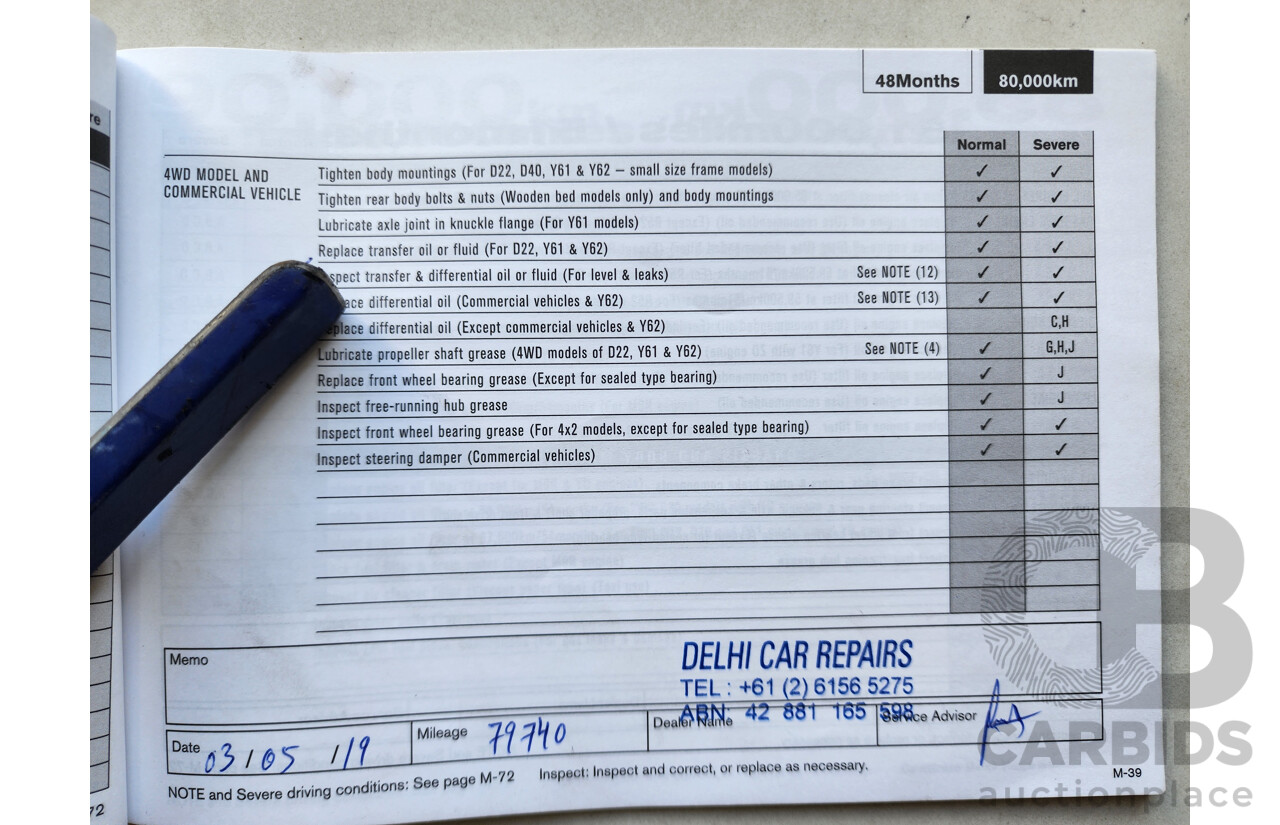 re
48Months 80,000km
Normal Severe
4WD MODEL AND
COMMERCIAL VEHICLE
Tighten body mountings (For D22, D40, Y61 & Y62 – small size frame models) ✓ ✓
Tighten rear body bolts & nuts (Wooden bed models only) and body mountings ✓ ✓
Lubricate axle joint in knuckle flange (For Y61 models) ✓ ✓
Replace transfer oil or fluid (For D22, Y61 & Y62) ✓ ✓
spect transfer & differential oil or fluid (For level & leaks) See NOTE (12) ✓ ✓
ace differential oil (Commercial vehicles & Y62) See NOTE (13) ✓ ✓
place differential oil (Except commercial vehicles & Y62) C,H
Lubricate propeller shaft grease (4WD models of D22, Y61 & Y62) See NOTE (4) ✓ G,H,J
Replace front wheel bearing grease (Except for sealed type bearing) ✓ J
Inspect free-running hub grease ✓ J
Inspect front wheel bearing grease (For 4x2 models, except for sealed type bearing) ✓ ✓
Inspect steering damper (Commercial vehicles) ✓ ✓
Memo
DELHI CAR REPAIRS
TEL : +61 (2) 6156 5275
ABN: 42 881 165 598
Date 03/05/19 Mileage 79740 Dealer Name Service Advisor
NOTE and Severe driving conditions: See page M-72 Inspect: Inspect and correct, or replace as necessary.
M-39
72
CB
CARBIDS
auctionplace